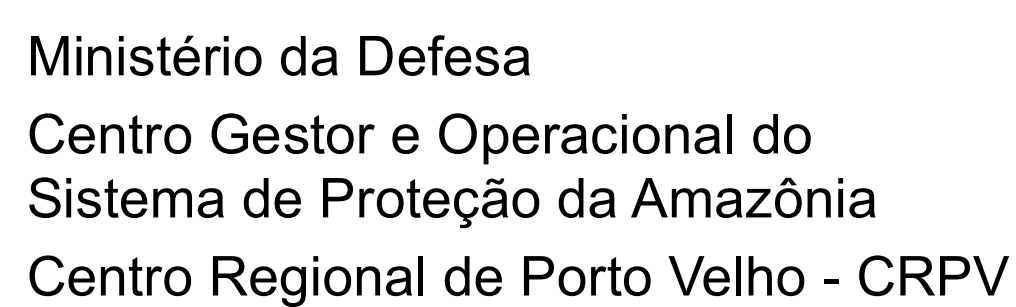 Ministério da Defesa
Centro Gestor e Operacional do
Sistema de Proteção da Amazônia
Centro Regional de Porto Velho - CRPV